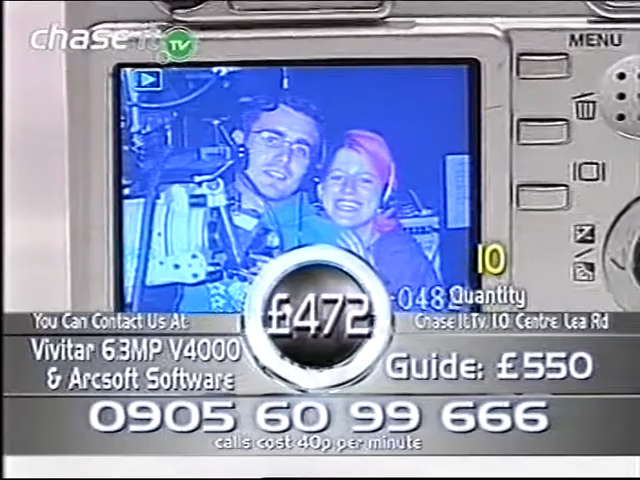 chase it TV
MENU
10
-0482
Quantity
£472
You Can Contact Us At:
Chase It.Tv, 10, Centre, Lea Rd
Vivitar 6.3MP V4000
& Arcsoft Software
Guide: £550
0905 60 99 666
calls cost 40p per minute